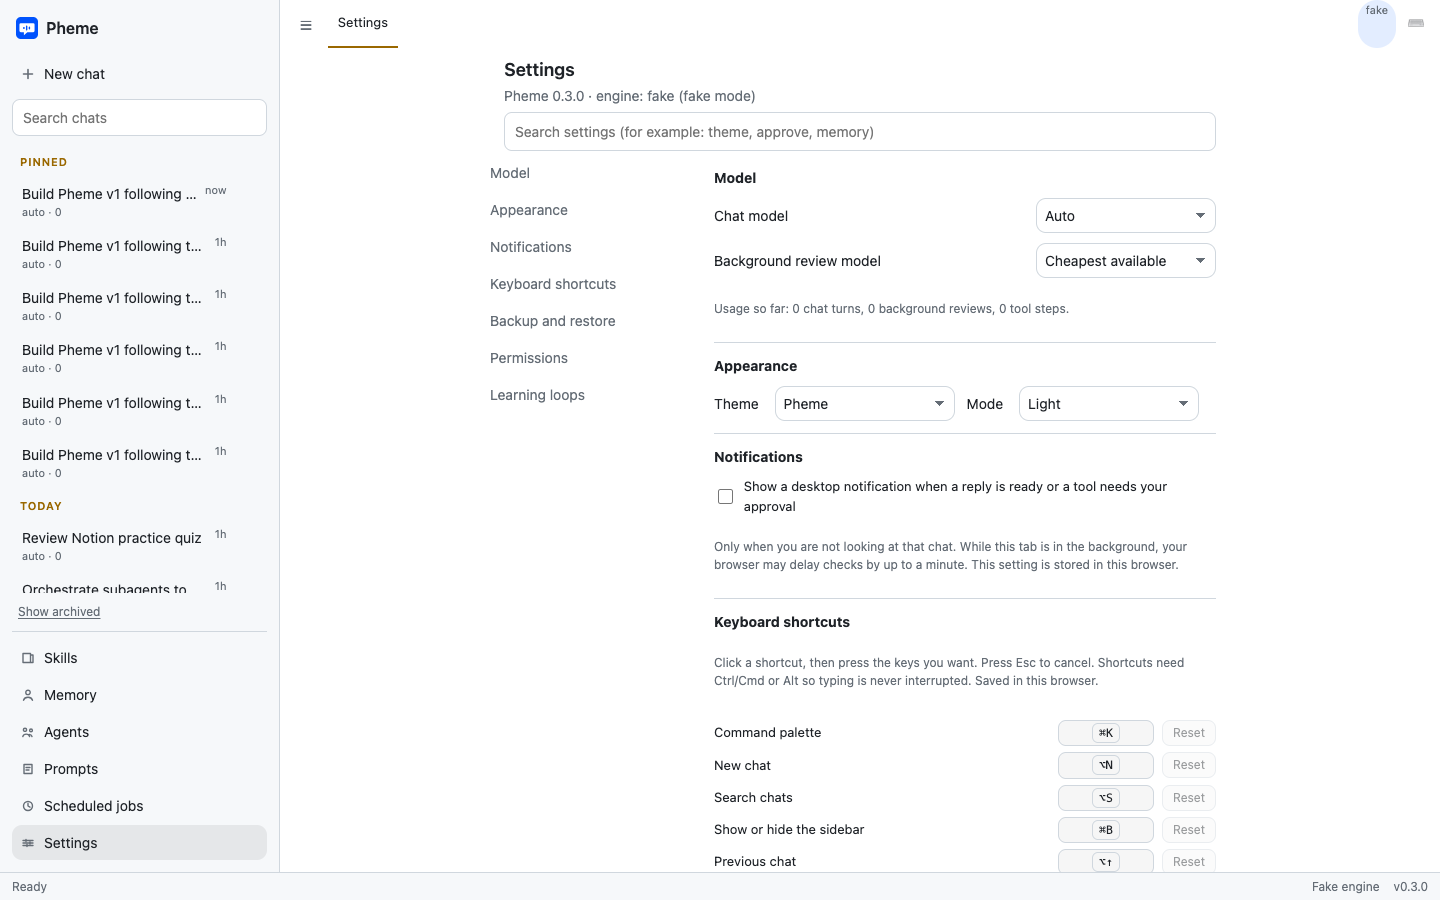 Pheme
New chat
Search chats
PINNED
Build Pheme v1 following ... now
auto · 0
Build Pheme v1 following t... 1h
auto · 0
Build Pheme v1 following t... 1h
auto · 0
Build Pheme v1 following t... 1h
auto · 0
Build Pheme v1 following t... 1h
auto · 0
Build Pheme v1 following t... 1h
auto · 0
TODAY
Review Notion practice quiz 1h
auto · 0
Orchestrate subagents to 1h
Show archived
Skills
Memory
Agents
Prompts
Scheduled jobs
Settings
Settings
fake
Settings
Pheme 0.3.0 · engine: fake (fake mode)
Search settings (for example: theme, approve, memory)
Model
Appearance
Notifications
Keyboard shortcuts
Backup and restore
Permissions
Learning loops
Model
Chat model Auto
Background review model Cheapest available
Usage so far: 0 chat turns, 0 background reviews, 0 tool steps.
Appearance
Theme Pheme Mode Light
Notifications
Show a desktop notification when a reply is ready or a tool needs your
approval
Only when you are not looking at that chat. While this tab is in the background, your
browser may delay checks by up to a minute. This setting is stored in this browser.
Keyboard shortcuts
Click a shortcut, then press the keys you want. Press Esc to cancel. Shortcuts need
Ctrl/Cmd or Alt so typing is never interrupted. Saved in this browser.
Command palette ⌘K Reset
New chat ⌥N Reset
Search chats ⌥S Reset
Show or hide the sidebar ⌘B Reset
Previous chat ⌥↑ Reset
Ready
Fake engine v0.3.0